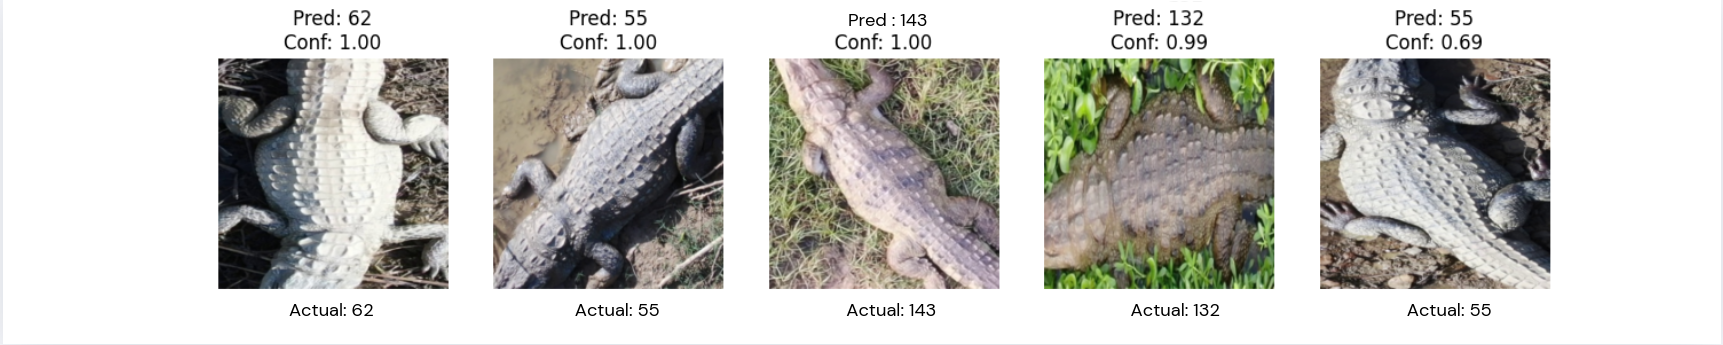 Pred: 62
Conf: 1.00
Pred: 55
Conf: 1.00
Pred : 143
Conf: 1.00
Pred: 132
Conf: 0.99
Pred: 55
Conf: 0.69
Actual: 62
Actual: 55
Actual: 143
Actual: 132
Actual: 55